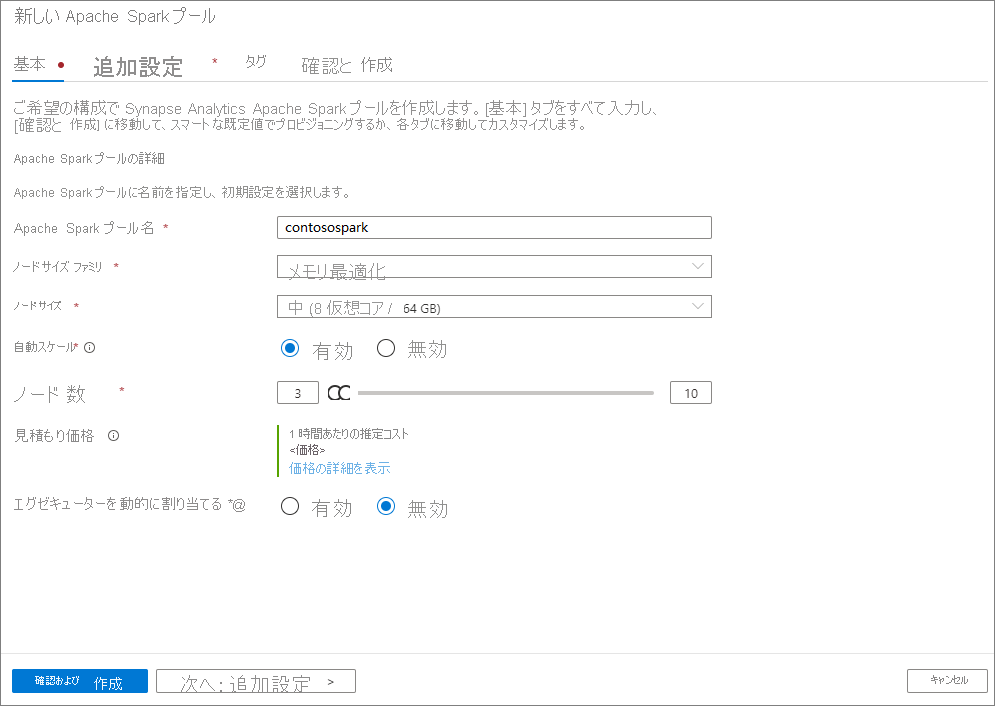 新しい Apache Sparkプール
基本 追加設定 * タグ 確認と 作成
ご希望の構成で Synapse Analytics Apache Sparkプールを作成します。[基本] タブをすべて入力し、
[確認と 作成] に移動して、スマートな既定値でプロビジョニングするか、各タブに移動してカスタマイズします。
Apache Sparkプールの詳細
Apache Sparkプールに名前を指定し、初期設定を選択します。
Apache Spark プール名 * contosospark
ノードサイズ ファミリ * メモリ最適化
ノードサイズ * 中 (8 仮想コア / 64 GB)
自動スケール* 有効 無効
ノード 数 * 3 10
見積もり価格 1 時間あたりの推定コスト
<価格>
価格の詳細を表示
エグゼキューターを動的に割り当てる *@ 有効 無効
確認および 作成 次へ: 追加設定 > キャンセル